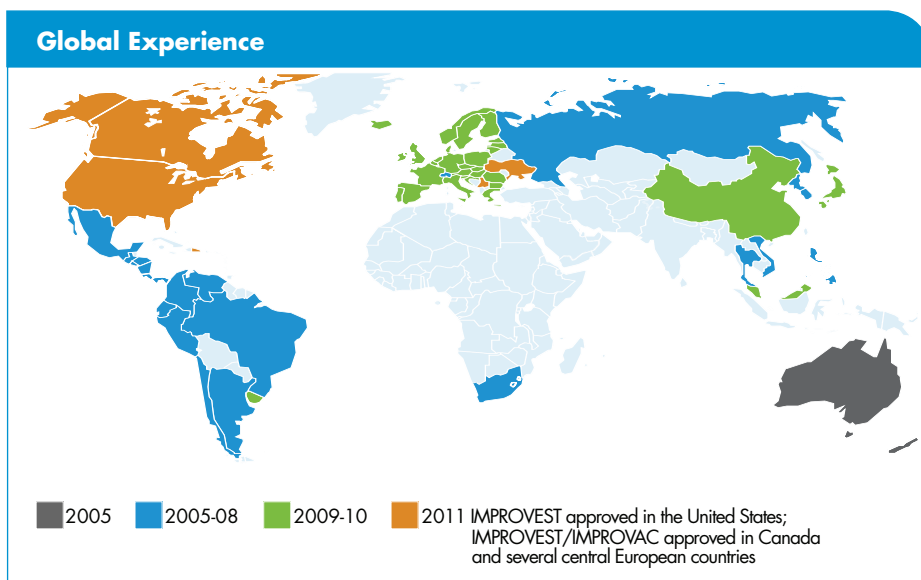 Global Experience
2005
2005-08
2009-10
2011 IMPROVEST approved in the United States;
IMPROVEST/IMPROVAC approved in Canada
and several central European countries